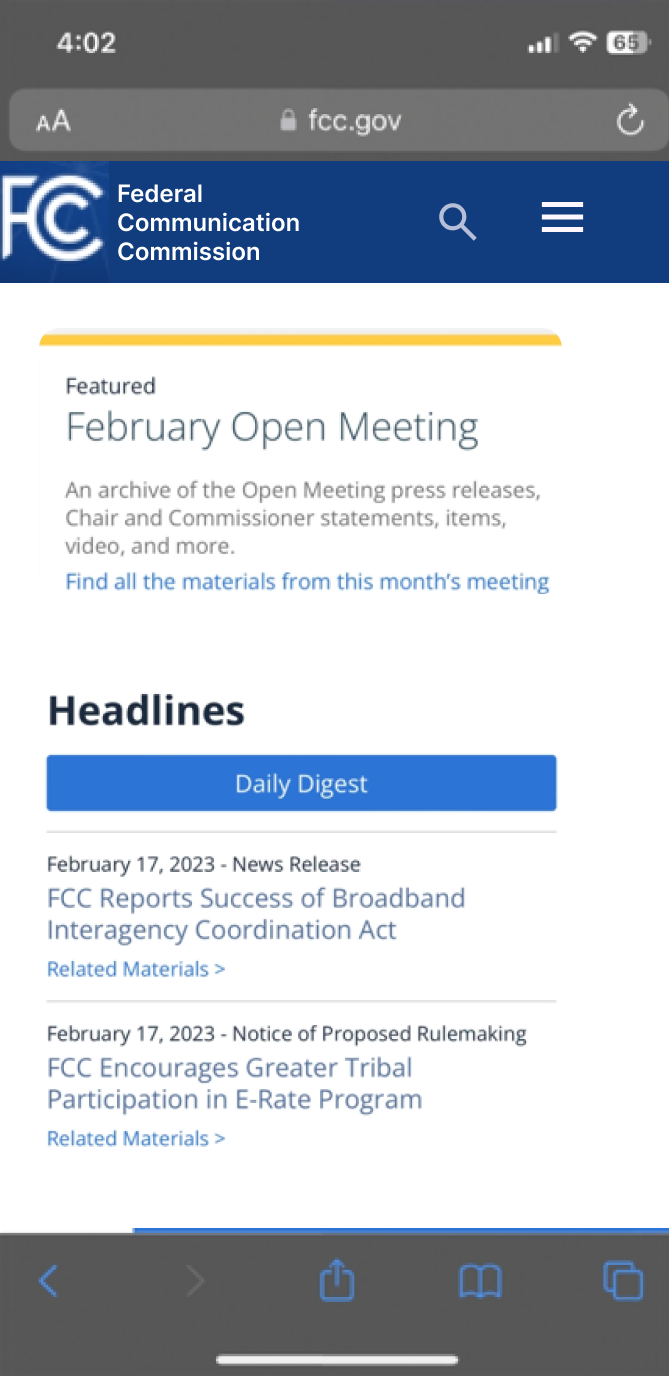 4:02
65
AA
fcc.gov
FCC
Federal
Communication
Commission
Featured
February Open Meeting
An archive of the Open Meeting press releases,
Chair and Commissioner statements, items,
video, and more.
Find all the materials from this month’s meeting
Headlines
Daily Digest
February 17, 2023 - News Release
FCC Reports Success of Broadband
Interagency Coordination Act
Related Materials >
February 17, 2023 - Notice of Proposed Rulemaking
FCC Encourages Greater Tribal
Participation in E-Rate Program
Related Materials >